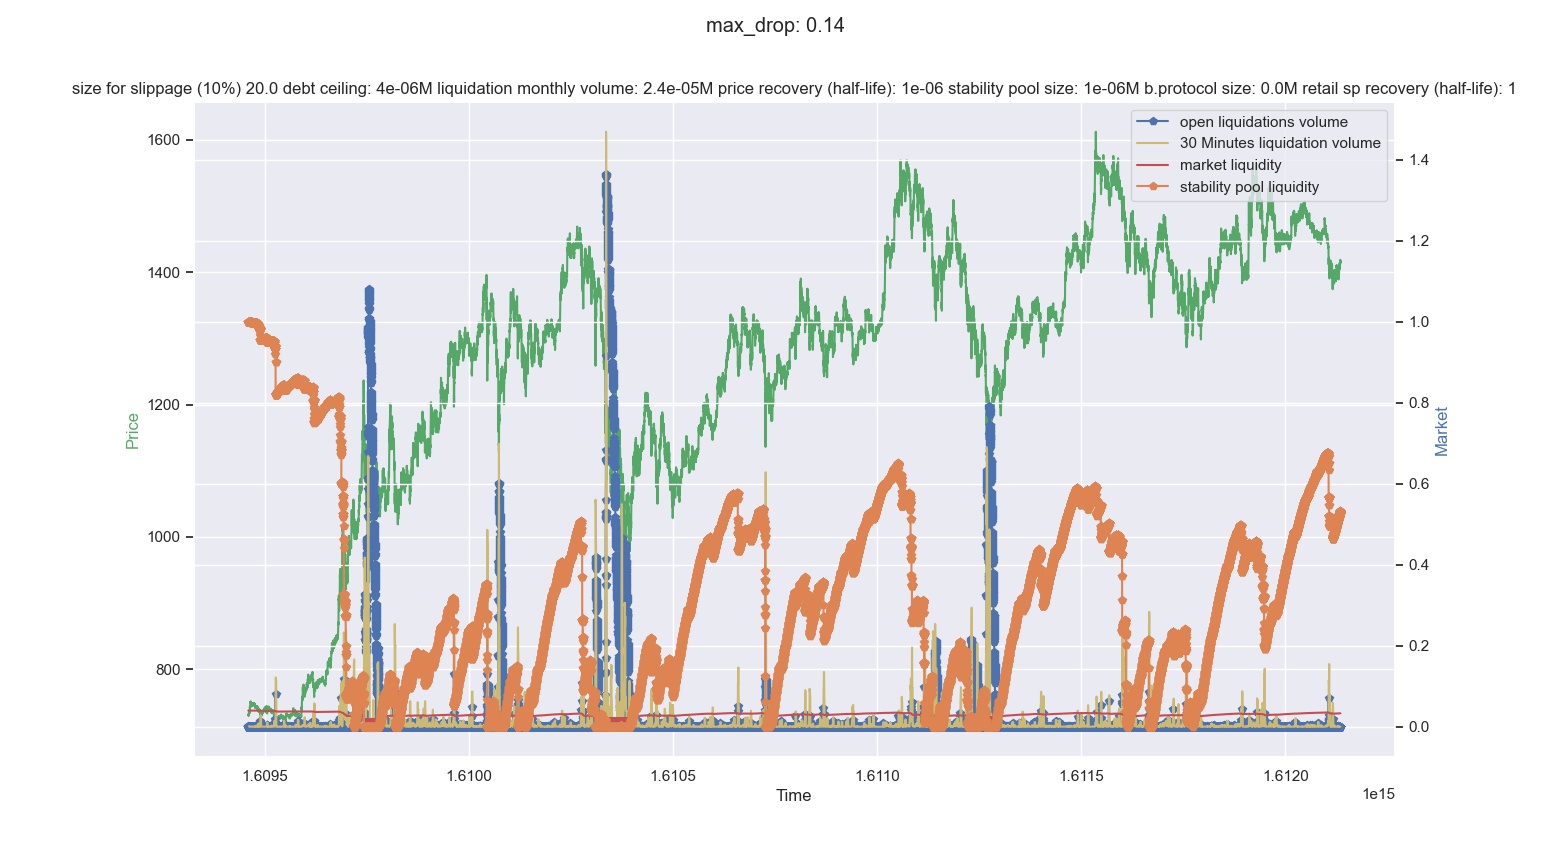 max_drop: 0.14
size for slippage (10%) 20.0 debt ceiling: 4e-06M liquidation monthly volume: 2.4e-05M price recovery (half-life): 1e-06 stability pool size: 1e-06M b.protocol size: 0.0M retail sp recovery (half-life): 1
open liquidations volume
30 Minutes liquidation volume
market liquidity
stability pool liquidity
1600
1400
1200
1000
800
Price
1.4
1.2
1.0
0.8
0.6
0.4
0.2
0.0
Market
1.6095 1.6100 1.6105 1.6110 1.6115 1.6120
1e15
Time